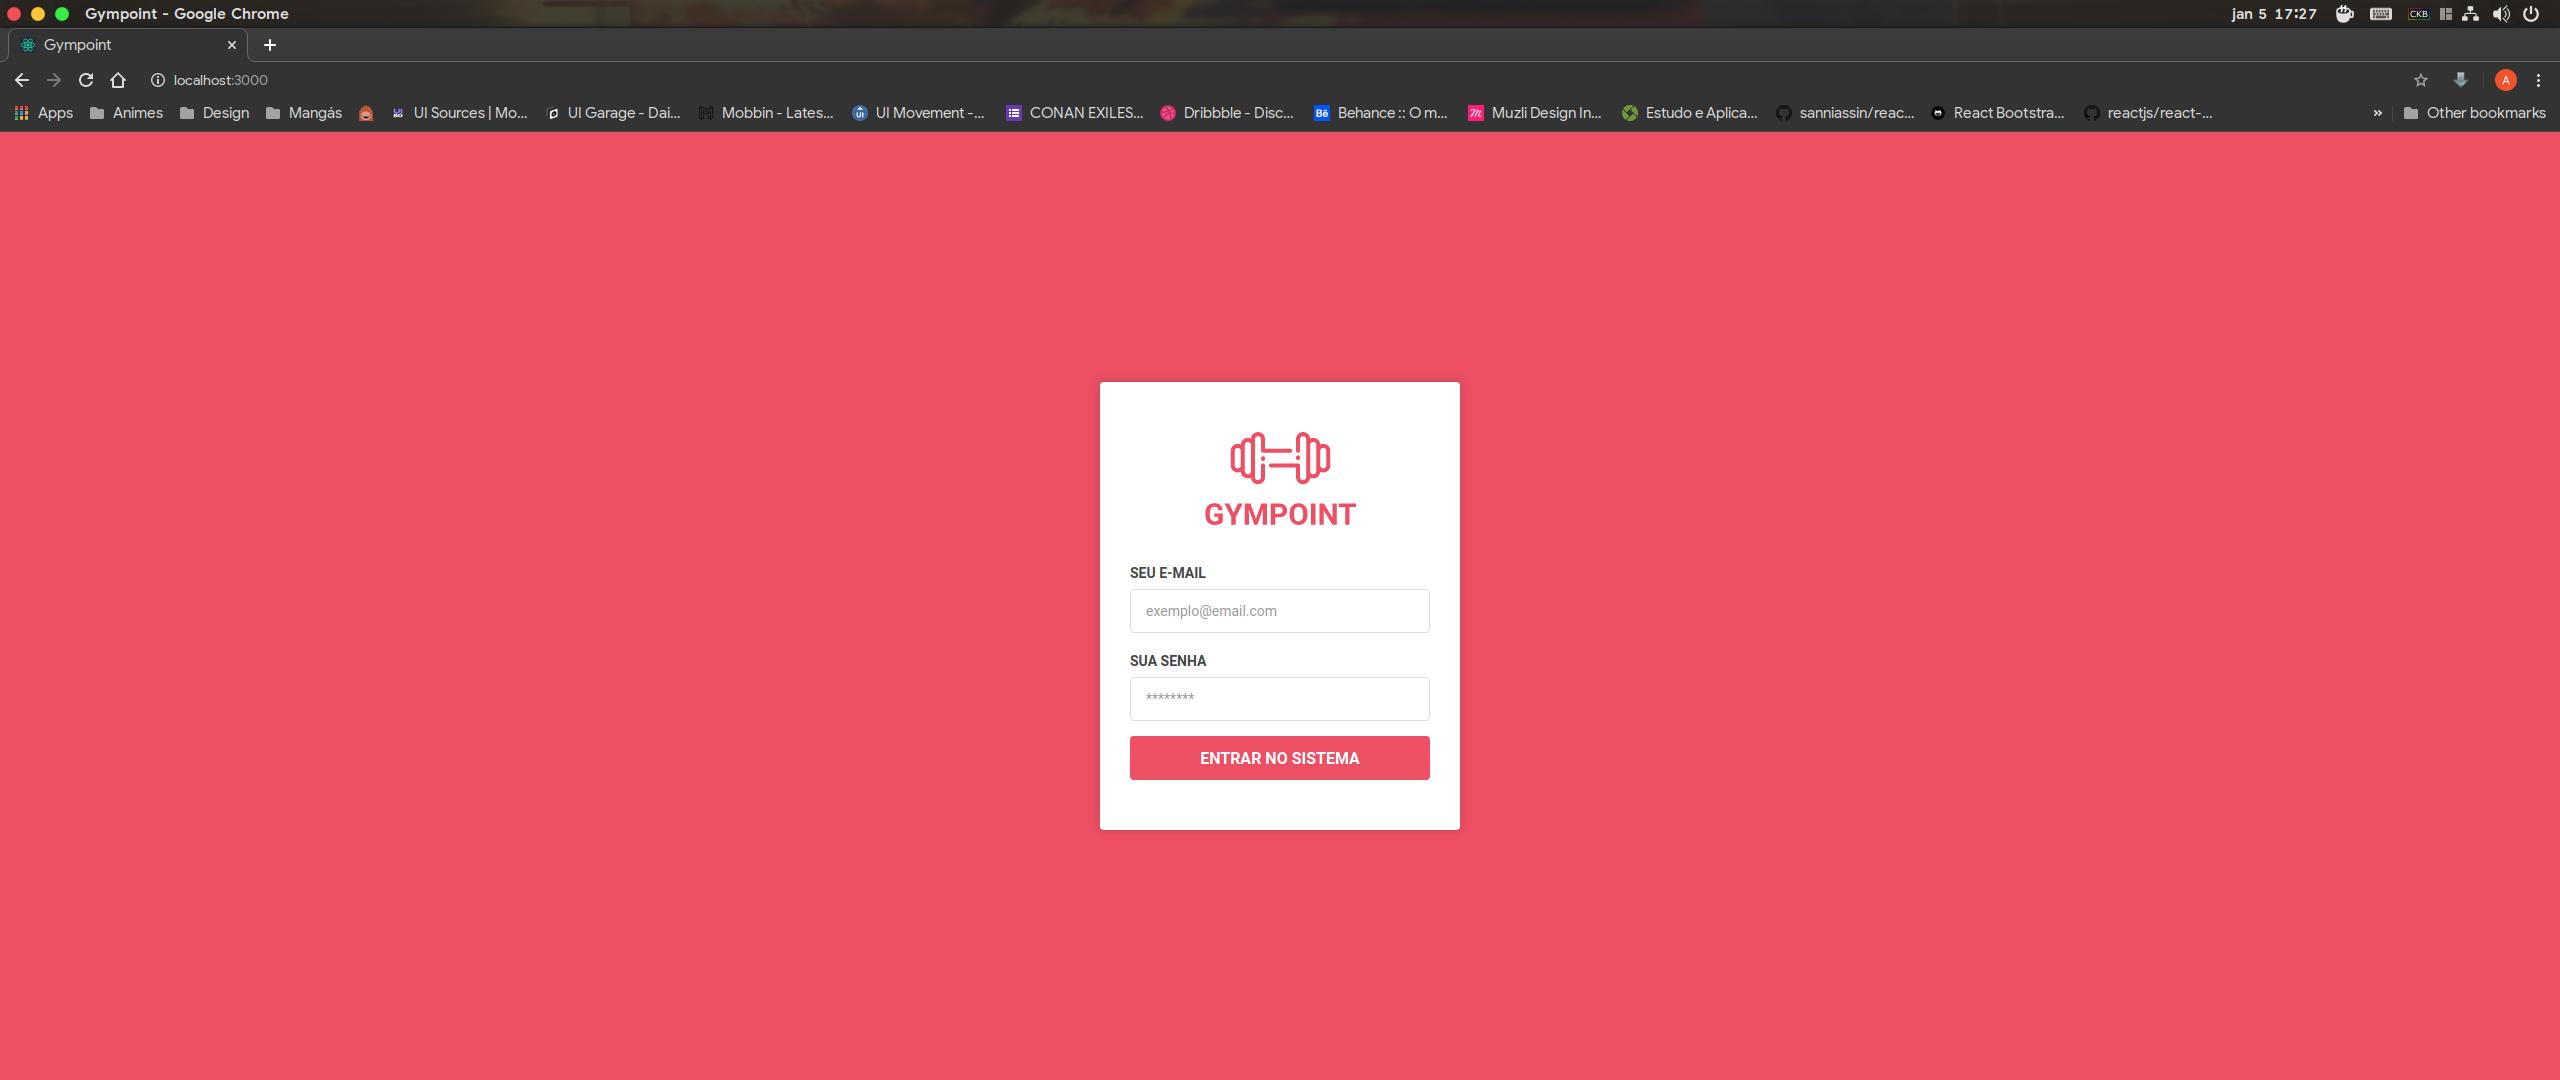 Gympoint - Google Chrome
jan 5 17:27
CKB
Gympoint
localhost:3000
A
Apps
Animes
Design
Mangás
UI Sources | Mo...
UI Garage - Dai...
Mobbin - Lates...
UI Movement -...
CONAN EXILES...
Dribbble - Disc...
Bē
Behance :: O m...
Muzli Design In...
Estudo e Aplica...
sanniassin/reac...
React Bootstra...
reactjs/react-...
»
Other bookmarks
GYMPOINT
SEU E-MAIL
exemplo@email.com
SUA SENHA
********
ENTRAR NO SISTEMA